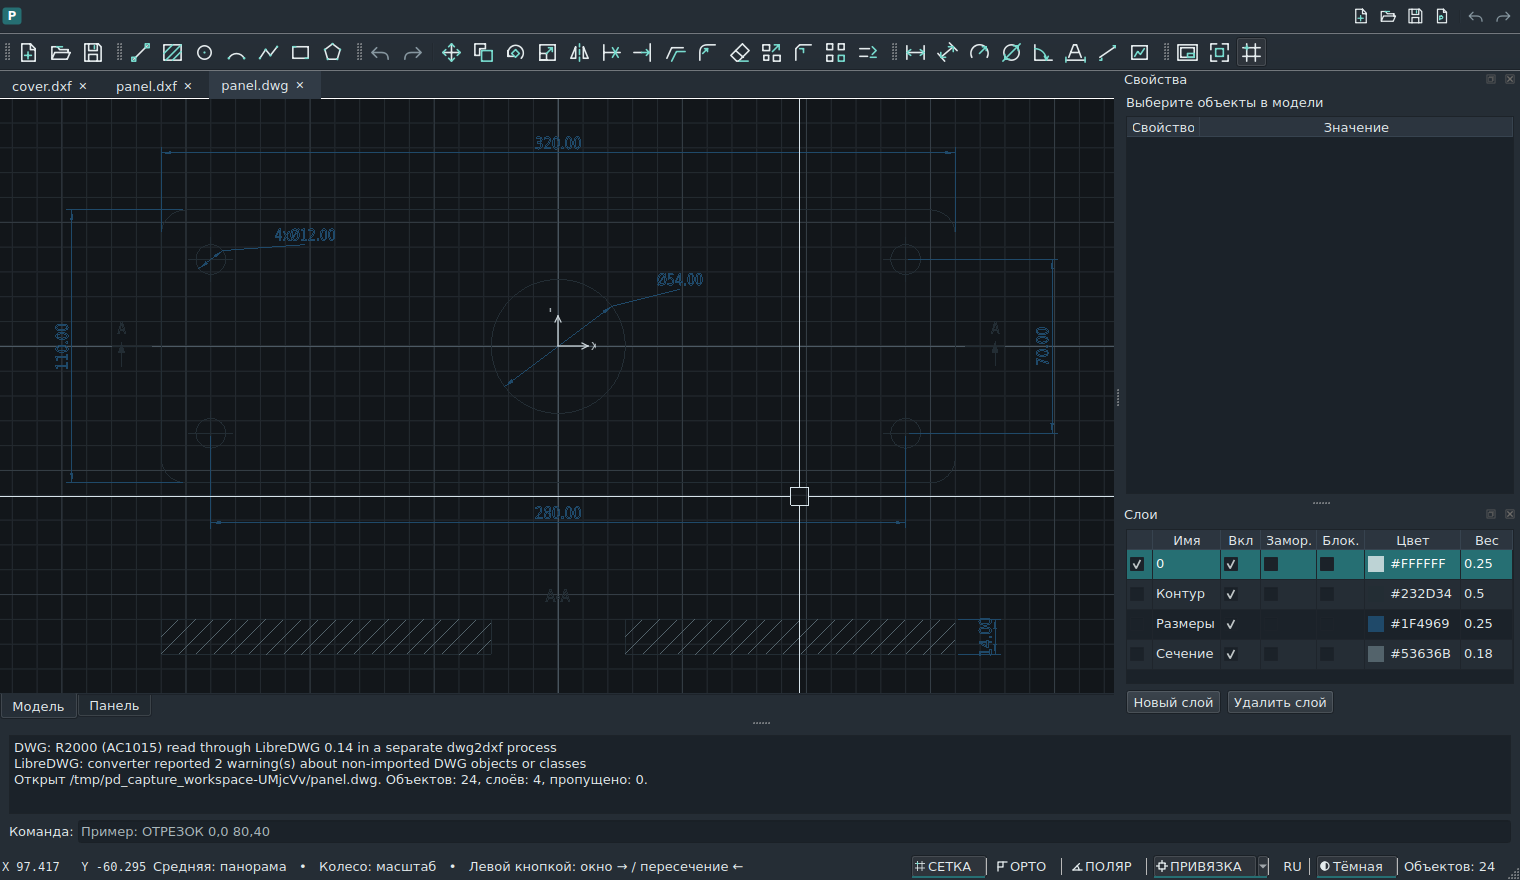 P
cover.dxf × panel.dxf × panel.dwg ×
Свойства
Выберите объекты в модели
Свойство Значение
320.00
4xØ12.00
Ø54.00
A A
110.00
70.00
X
280.00
A-A
14.00
Слои
Имя Вкл Замор. Блок. Цвет Вес
0 #FFFFFF 0.25
Контур #232D34 0.5
Размеры #1F4969 0.25
Сечение #53636B 0.18
Новый слой Удалить слой
Модель Панель
DWG: R2000 (AC1015) read through LibreDWG 0.14 in a separate dwg2dxf process
LibreDWG: converter reported 2 warning(s) about non-imported DWG objects or classes
Открыт /tmp/pd_capture_workspace-UMjcVv/panel.dwg. Объектов: 24, слоёв: 4, пропущено: 0.
Команда: Пример: ОТРЕЗОК 0,0 80,40
X 97.417 Y -60.295 Средняя: панорама • Колесо: масштаб • Левой кнопкой: окно → / пересечение ← СЕТКА ОРТО ПОЛЯР ПРИВЯЗКА RU Тёмная Объектов: 24